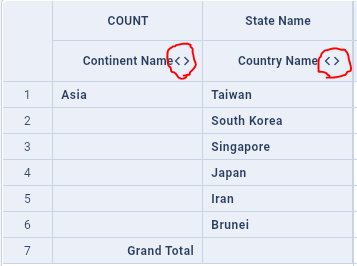 COUNT State Name
Continent Name <> Country Name <>
1 Asia Taiwan
2 South Korea
3 Singapore
4 Japan
5 Iran
6 Brunei
7 Grand Total